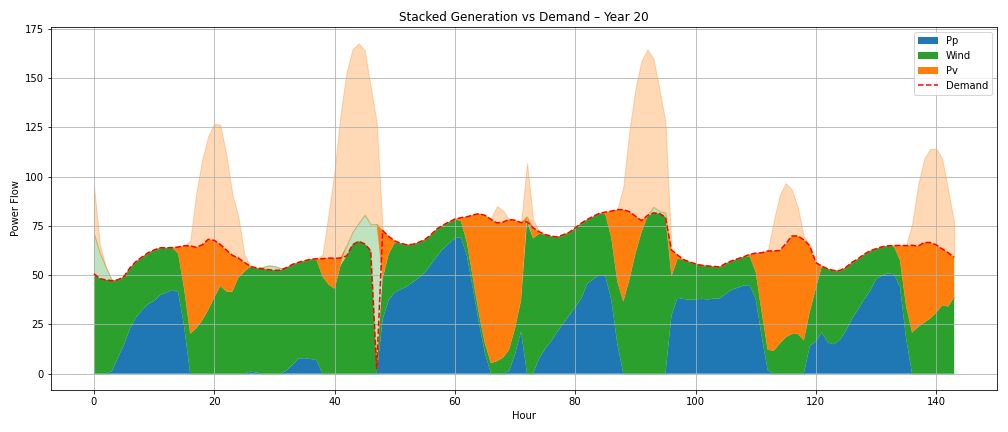 Stacked Generation vs Demand – Year 20
Power Flow
175
150
125
100
75
50
25
0
0 20 40 60 80 100 120 140
Hour
Pp
Wind
Pv
Demand